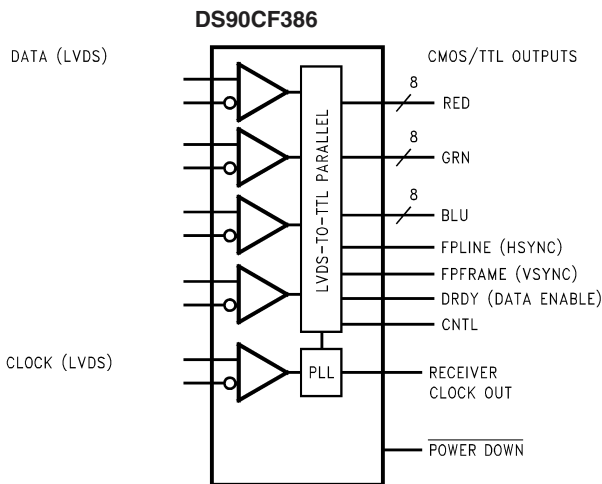 DS90CF386
DATA (LVDS)
CMOS/TTL OUTPUTS
8
RED
8
GRN
8
BLU
LVDS-TO-TTL PARALLEL
FPLINE (HSYNC)
FPFRAME (VSYNC)
DRDY (DATA ENABLE)
CNTL
CLOCK (LVDS)
PLL
RECEIVER
CLOCK OUT
POWER DOWN